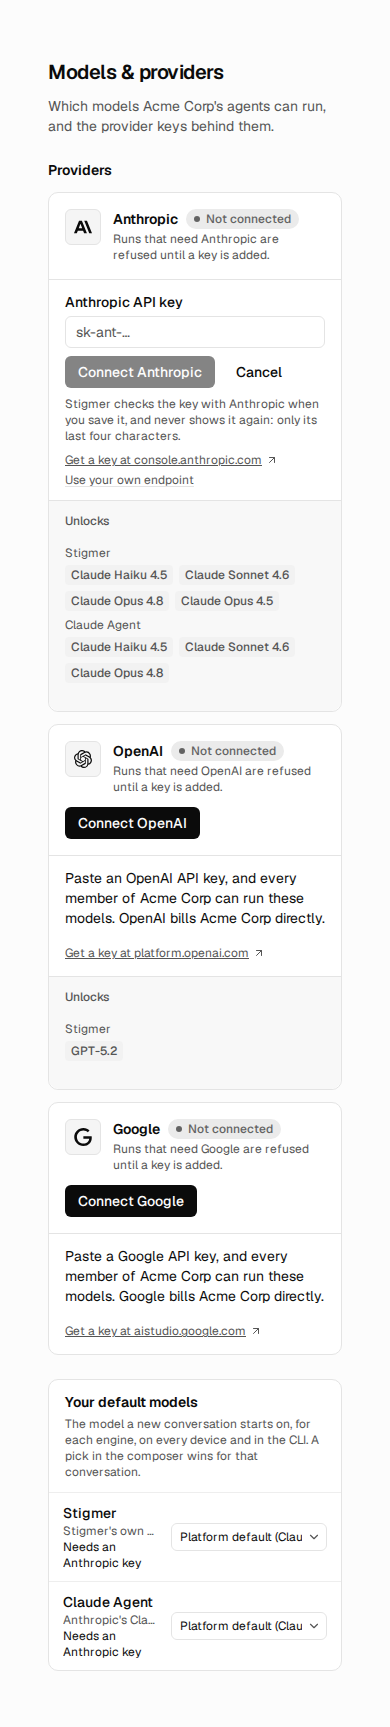 Models & providers
Which models Acme Corp's agents can run,
and the provider keys behind them.
Providers
Anthropic
Not connected
Runs that need Anthropic are
refused until a key is added.
Anthropic API key
sk-ant-...
Connect Anthropic
Cancel
Stigmer checks the key with Anthropic when
you save it, and never shows it again: only its
last four characters.
Get a key at console.anthropic.com
Use your own endpoint
Unlocks
Stigmer
Claude Haiku 4.5
Claude Sonnet 4.6
Claude Opus 4.8
Claude Opus 4.5
Claude Agent
Claude Haiku 4.5
Claude Sonnet 4.6
Claude Opus 4.8
OpenAI
Not connected
Runs that need OpenAI are refused
until a key is added.
Connect OpenAI
Paste an OpenAI API key, and every
member of Acme Corp can run these
models. OpenAI bills Acme Corp directly.
Get a key at platform.openai.com
Unlocks
Stigmer
GPT-5.2
Google
Not connected
Runs that need Google are refused
until a key is added.
Connect Google
Paste a Google API key, and every
member of Acme Corp can run these
models. Google bills Acme Corp directly.
Get a key at aistudio.google.com
Your default models
The model a new conversation starts on, for
each engine, on every device and in the CLI. A
pick in the composer wins for that
conversation.
Stigmer
Stigmer's own ...
Needs an
Anthropic key
Platform default (Clau
Claude Agent
Anthropic's Cla...
Needs an
Anthropic key
Platform default (Clau